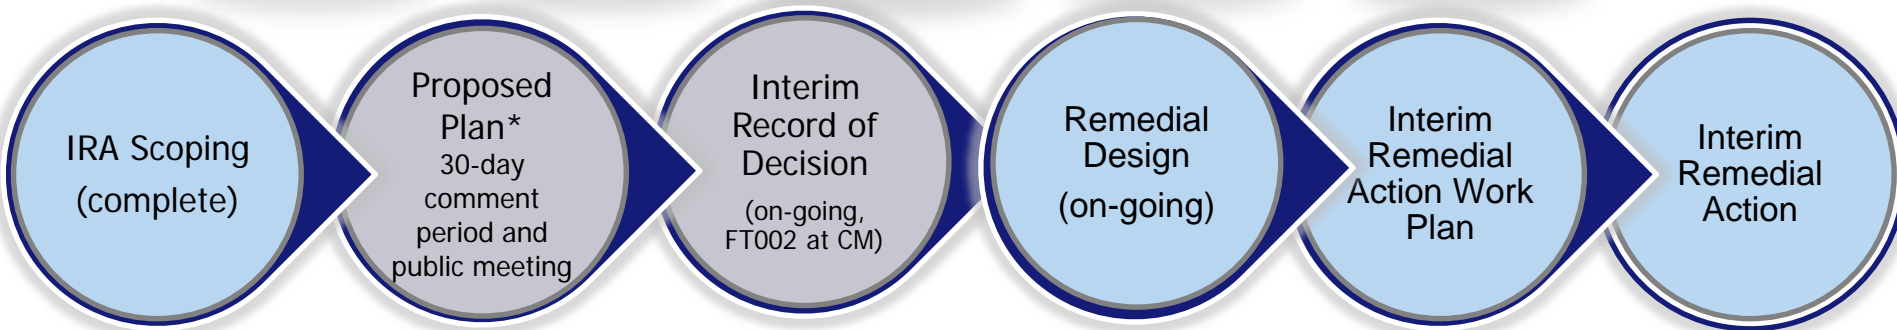 IRA Scoping
(complete)
Proposed
Plan*
30-day
comment
period and
public meeting
Interim
Record of
Decision
(on-going,
FT002 at CM)
Remedial
Design
(on-going)
Interim
Remedial
Action Work
Plan
Interim
Remedial
Action